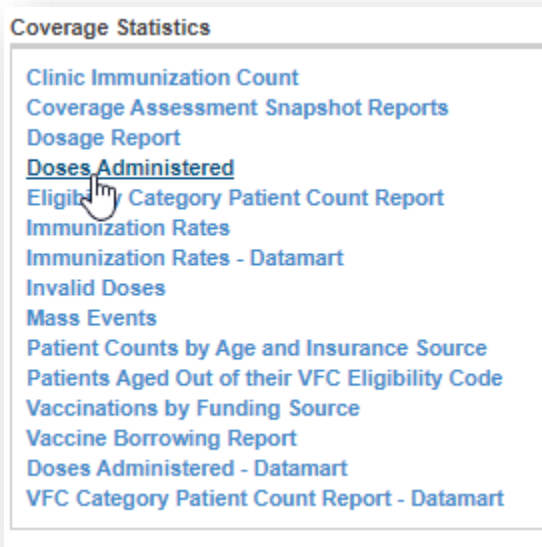 Coverage Statistics
Clinic Immunization Count
Coverage Assessment Snapshot Reports
Dosage Report
Doses Administered
Category Patient Count Report
Immunization Rates
Immunization Rates - Datamart
Invalid Doses
Mass Events
Patient Counts by Age and Insurance Source
Patients Aged Out of their VFC Eligibility Code
Vaccinations by Funding Source
Vaccine Borrowing Report
Doses Administered - Datamart
VFC Category Patient Count Report - Datamart